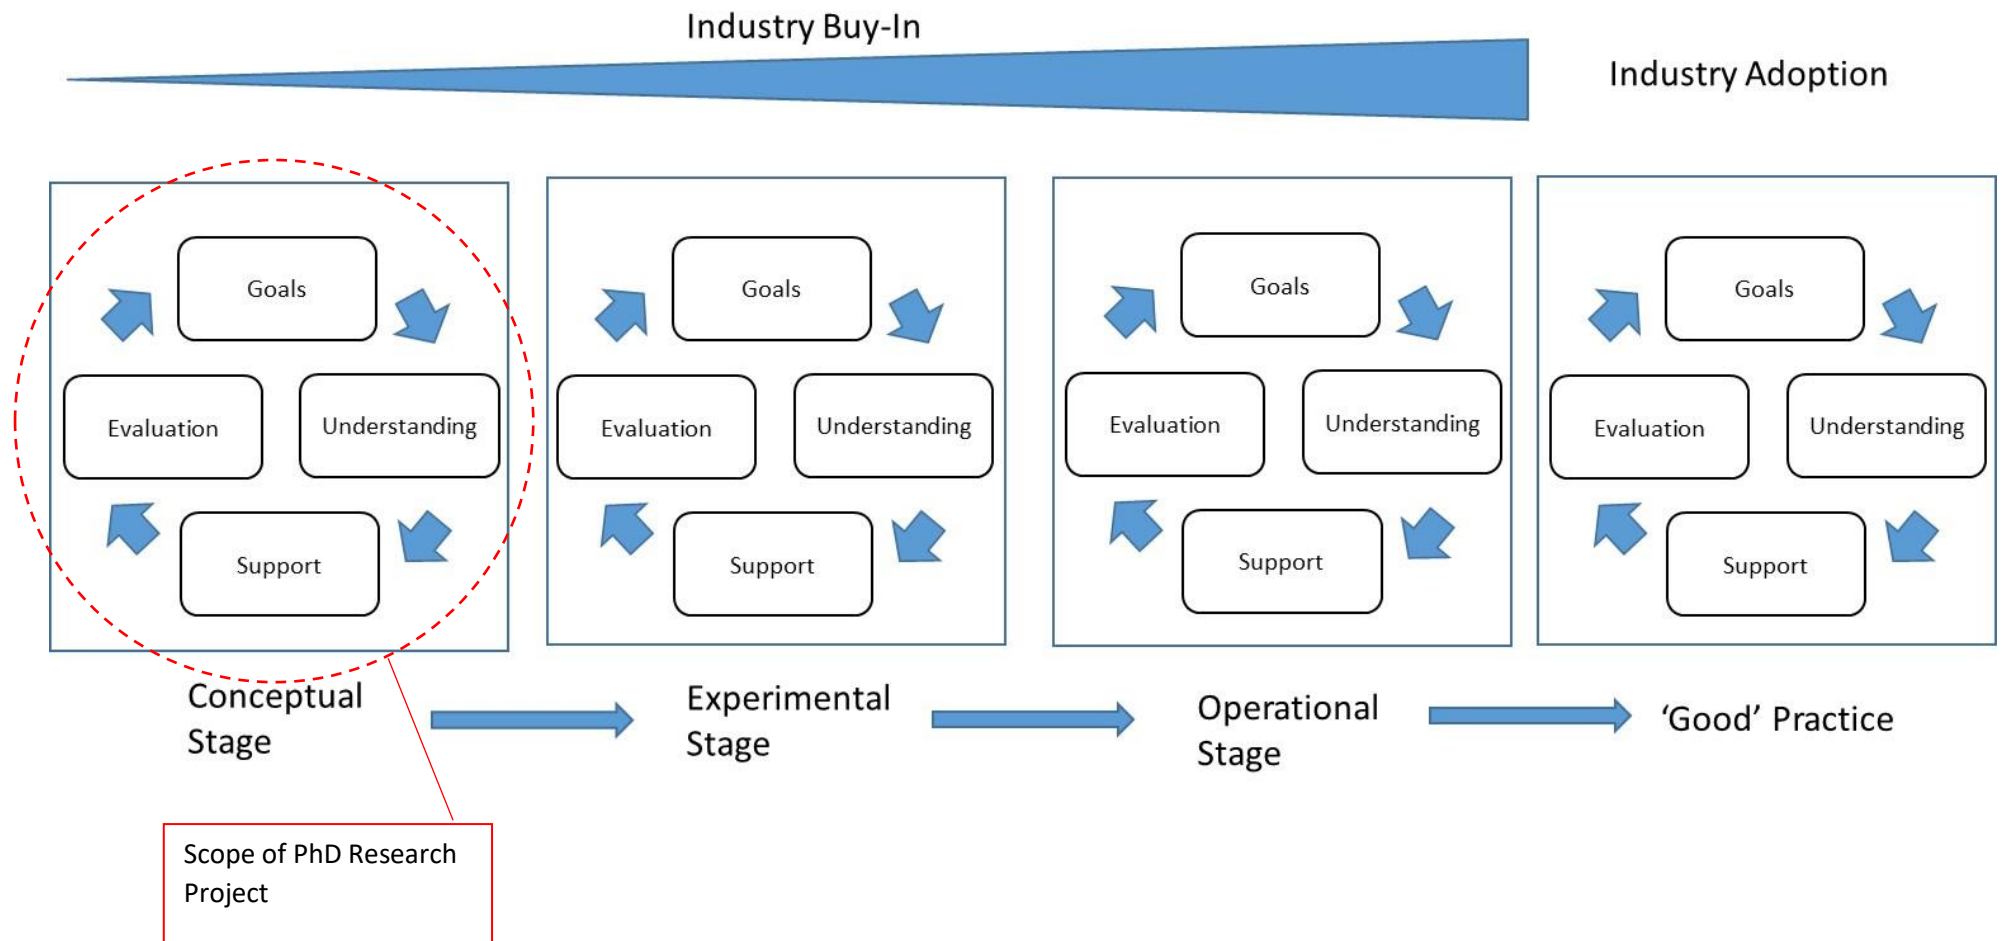 Industry Buy-In
Industry Adoption
Goals
Evaluation
Understanding
Support
Goals
Evaluation
Understanding
Support
Goals
Evaluation
Understanding
Support
Goals
Evaluation
Understanding
Support
Conceptual
Stage
Experimental
Stage
Operational
Stage
‘Good’ Practice
Scope of PhD Research
Project